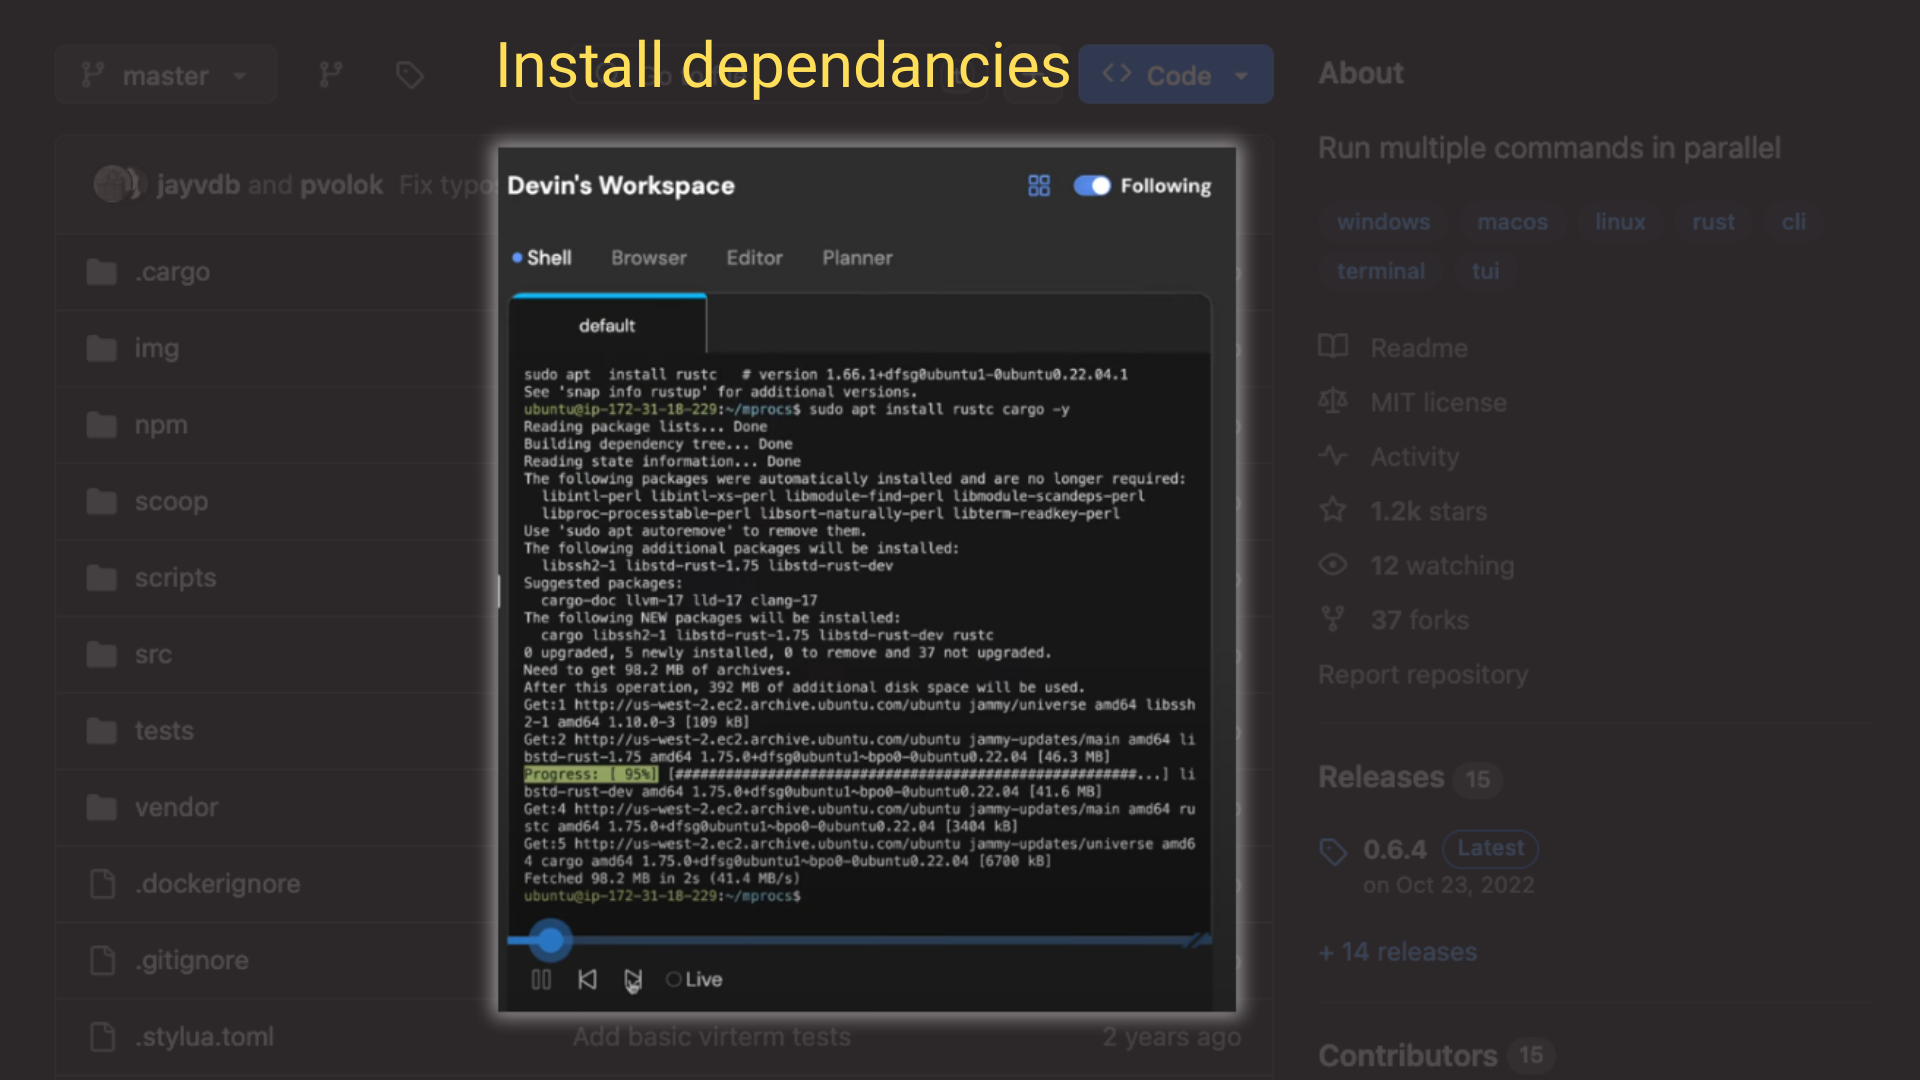 Install dependancies
master
Code
About
Run multiple commands in parallel
windows macos linux rust cli
terminal tui
Readme
MIT license
Activity
1.2k stars
12 watching
37 forks
Report repository
Releases 15
0.6.4 Latest
on Oct 23, 2022
+ 14 releases
Contributors 15
jayvdb and pvolok Fix typo
.cargo
img
npm
scoop
scripts
src
tests
vendor
.dockerignore
.gitignore
.stylua.toml Add basic virterm tests 2 years ago
Devin's Workspace Following
Shell Browser Editor Planner
default
sudo apt  install rustc   # version 1.66.1+dfsg0ubuntu1-0ubuntu0.22.04.1
See 'snap info rustup' for additional versions.
ubuntu@ip-172-31-18-229:~/mprocs$ sudo apt install rustc cargo -y
Reading package lists... Done
Building dependency tree... Done
Reading state information... Done
The following packages were automatically installed and are no longer required:
libintl-perl libintl-xs-perl libmodule-find-perl libmodule-scandeps-perl
libproc-processtable-perl libsort-naturally-perl libterm-readkey-perl
Use 'sudo apt autoremove' to remove them.
The following additional packages will be installed:
libssh2-1 libstd-rust-1.75 libstd-rust-dev
Suggested packages:
cargo-doc llvm-17 lld-17 clang-17
The following NEW packages will be installed:
cargo libssh2-1 libstd-rust-1.75 libstd-rust-dev rustc
0 upgraded, 5 newly installed, 0 to remove and 37 not upgraded.
Need to get 98.2 MB of archives.
After this operation, 392 MB of additional disk space will be used.
Get:1 http://us-west-2.ec2.archive.ubuntu.com/ubuntu jammy/universe amd64 libssh
2-1 amd64 1.10.0-3 [109 kB]
Get:2 http://us-west-2.ec2.archive.ubuntu.com/ubuntu jammy-updates/main amd64 li
bstd-rust-1.75 amd64 1.75.0+dfsg0ubuntu1~bpo0-0ubuntu0.22.04 [46.3 MB]
Progress: [ 95%] [#######################################################...] li
bstd-rust-dev amd64 1.75.0+dfsg0ubuntu1~bpo0-0ubuntu0.22.04 [41.6 MB]
Get:4 http://us-west-2.ec2.archive.ubuntu.com/ubuntu jammy-updates/main amd64 ru
stc amd64 1.75.0+dfsg0ubuntu1~bpo0-0ubuntu0.22.04 [3404 kB]
Get:5 http://us-west-2.ec2.archive.ubuntu.com/ubuntu jammy-updates/universe amd6
4 cargo amd64 1.75.0+dfsg0ubuntu1~bpo0-0ubuntu0.22.04 [6700 kB]
Fetched 98.2 MB in 2s (41.4 MB/s)
ubuntu@ip-172-31-18-229:~/mprocs$
Live